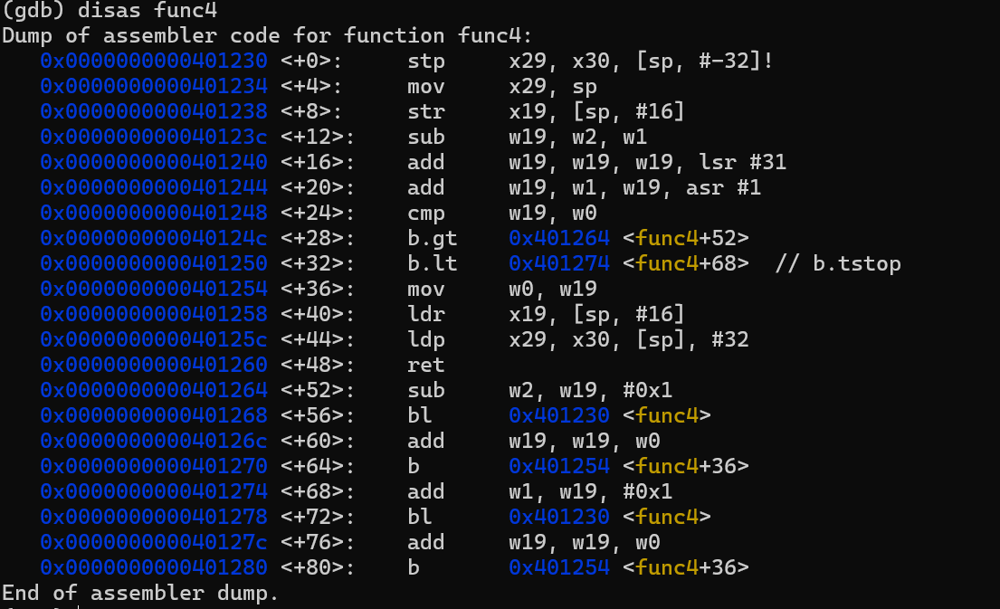 (gdb) disas func4
Dump of assembler code for function func4:
   0x0000000000401230 <+0>:     stp     x29, x30, [sp, #-32]!
   0x0000000000401234 <+4>:     mov     x29, sp
   0x0000000000401238 <+8>:     str     x19, [sp, #16]
   0x000000000040123c <+12>:    sub     w19, w2, w1
   0x0000000000401240 <+16>:    add     w19, w19, w19, lsr #31
   0x0000000000401244 <+20>:    add     w19, w1, w19, asr #1
   0x0000000000401248 <+24>:    cmp     w19, w0
   0x000000000040124c <+28>:    b.gt    0x401264 <func4+52>
   0x0000000000401250 <+32>:    b.lt    0x401274 <func4+68>  // b.tstop
   0x0000000000401254 <+36>:    mov     w0, w19
   0x0000000000401258 <+40>:    ldr     x19, [sp, #16]
   0x000000000040125c <+44>:    ldp     x29, x30, [sp], #32
   0x0000000000401260 <+48>:    ret
   0x0000000000401264 <+52>:    sub     w2, w19, #0x1
   0x0000000000401268 <+56>:    bl      0x401230 <func4>
   0x000000000040126c <+60>:    add     w19, w19, w0
   0x0000000000401270 <+64>:    b       0x401254 <func4+36>
   0x0000000000401274 <+68>:    add     w1, w19, #0x1
   0x0000000000401278 <+72>:    bl      0x401230 <func4>
   0x000000000040127c <+76>:    add     w19, w19, w0
   0x0000000000401280 <+80>:    b       0x401254 <func4+36>
End of assembler dump.